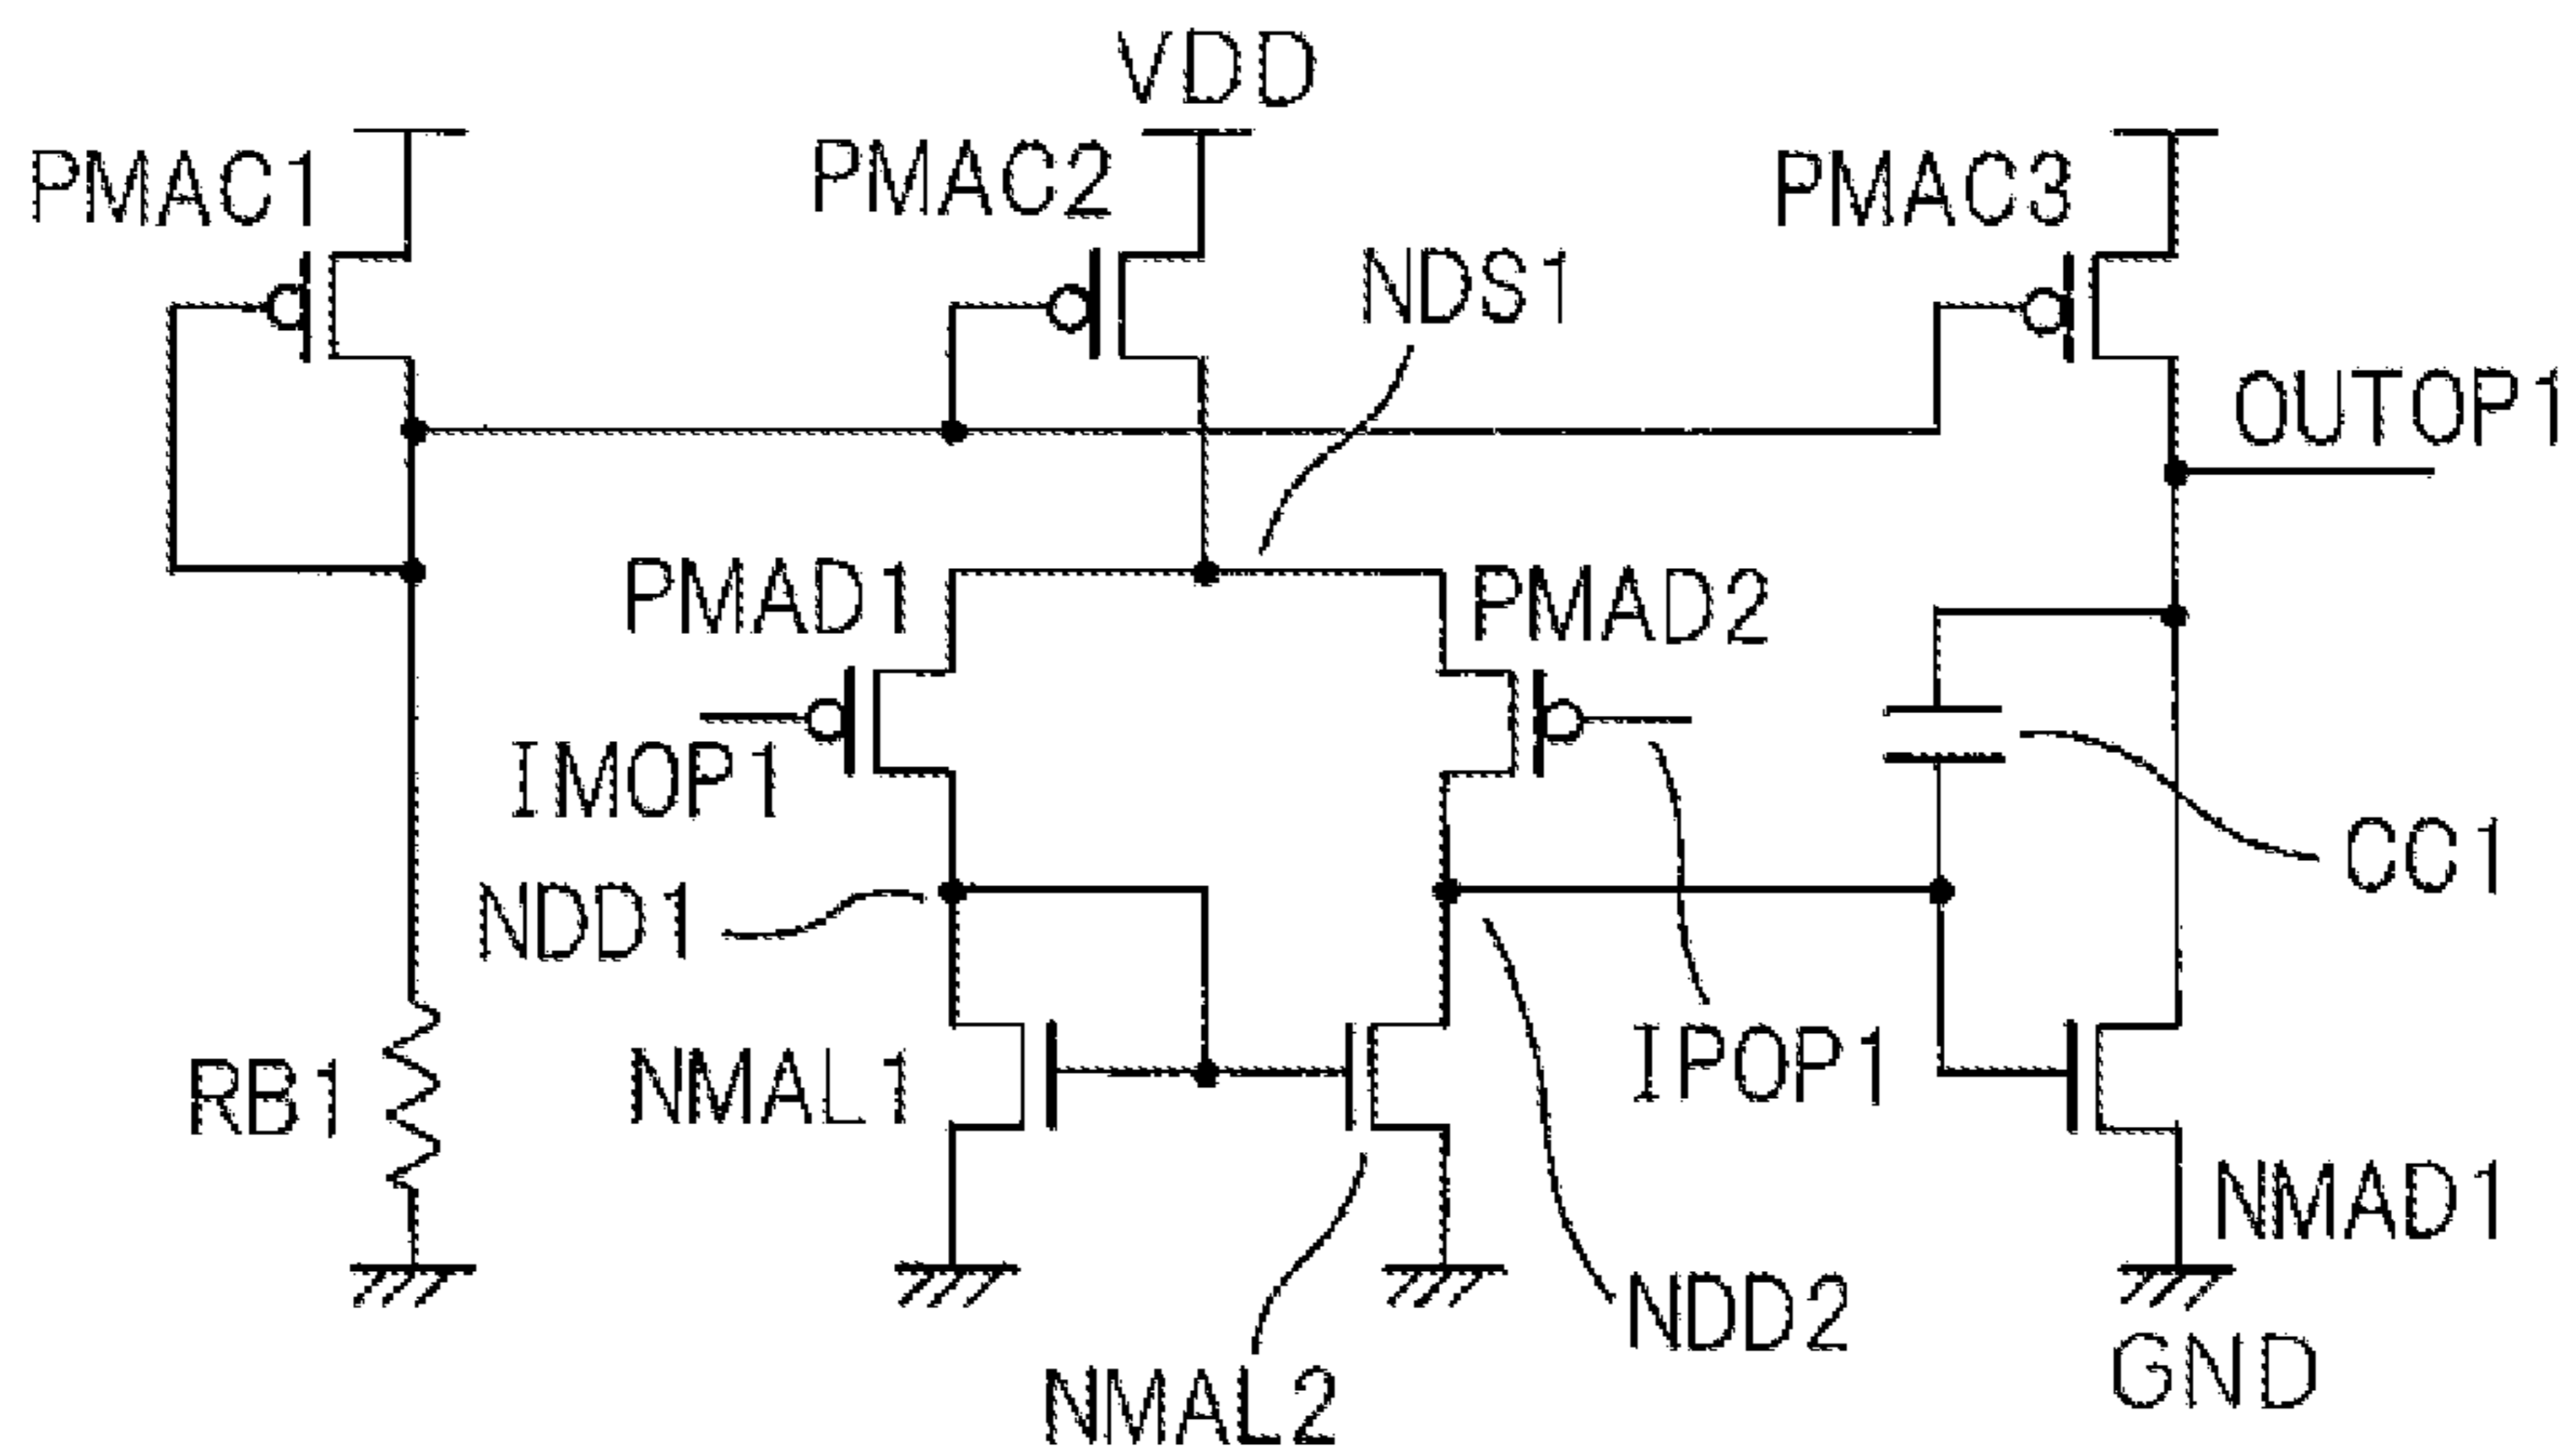 VDD
PMAC1
PMAC2
PMAC3
NDS1
OUTOP1
PMAD1
PMAD2
IMOP1
CC1
NDD1
IPOP1
RB1
NMAL1
NMAD1
NDD2
GND
NMAL2